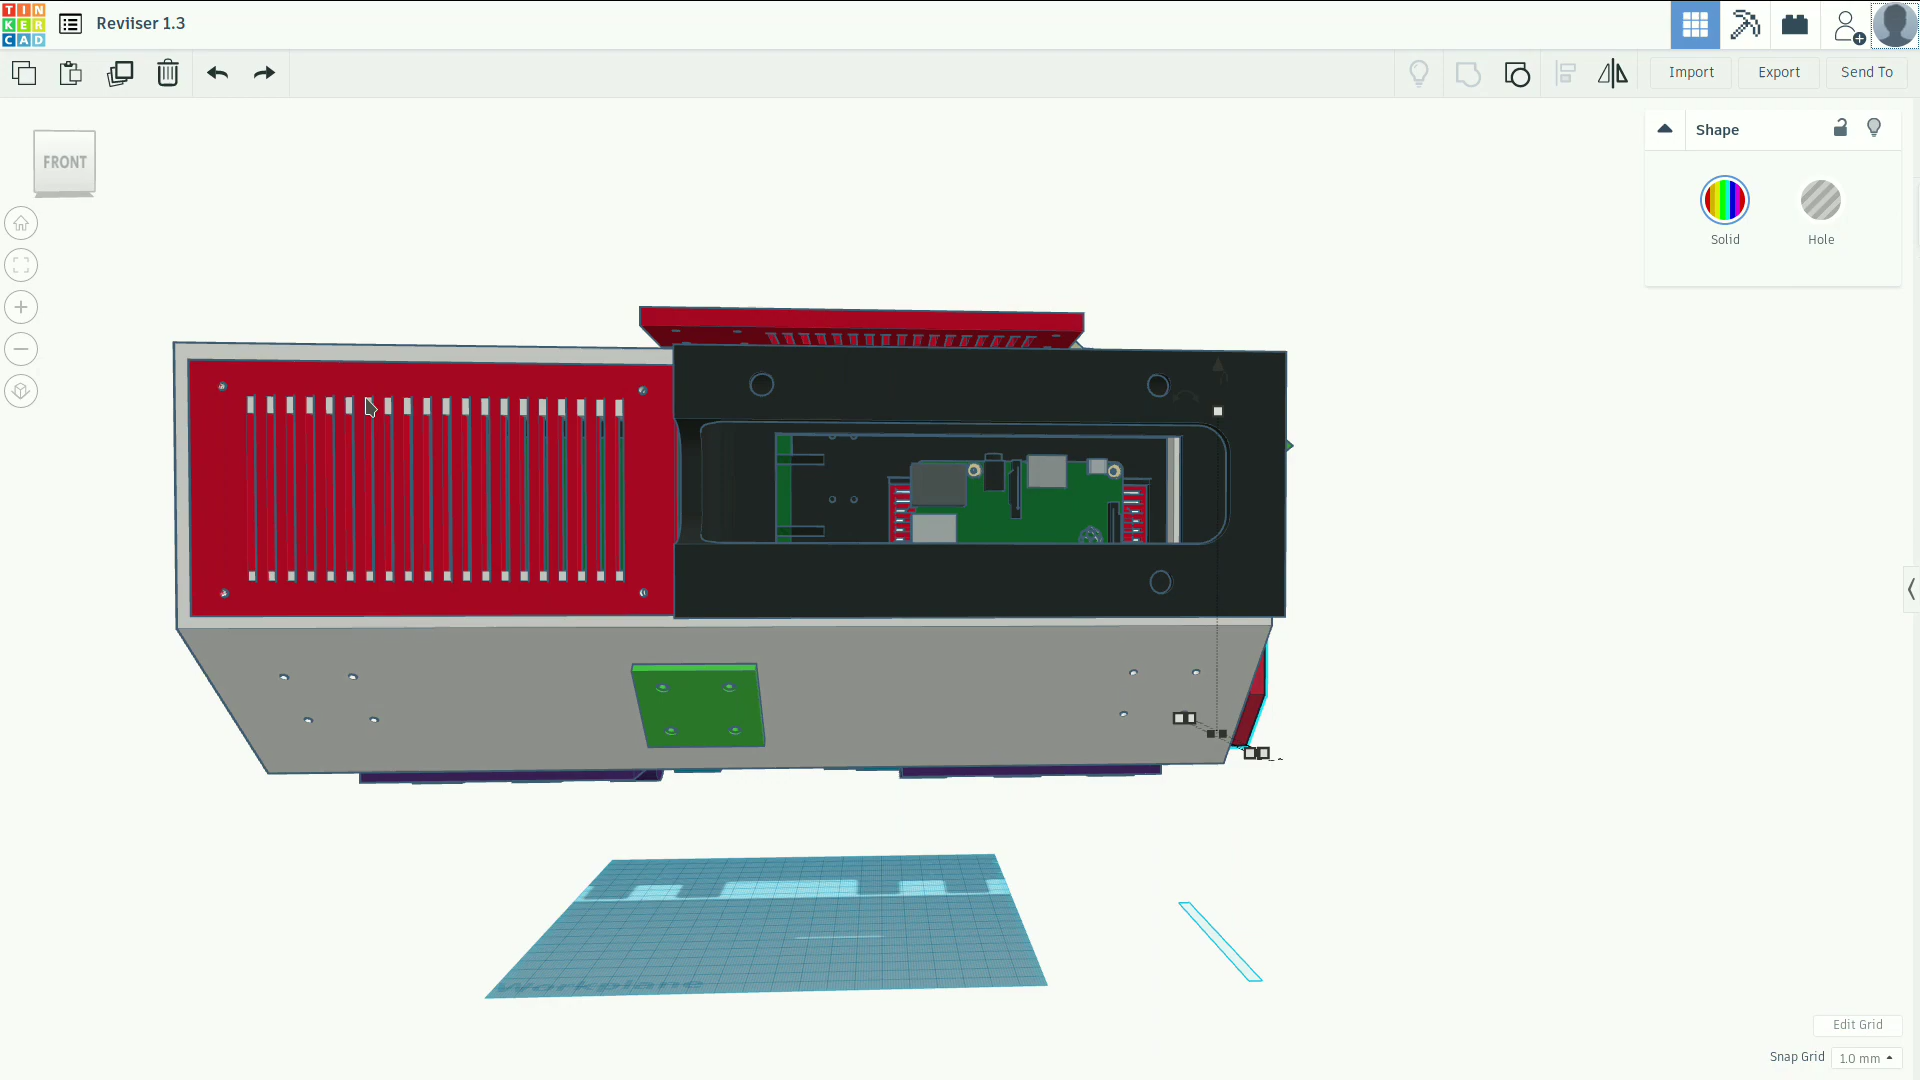 TIN
KER
CAD
Reviiser 1.3
Import
Export
Send To
FRONT
Shape
Solid
Hole
Workplane
Edit Grid
Snap Grid
1.0 mm